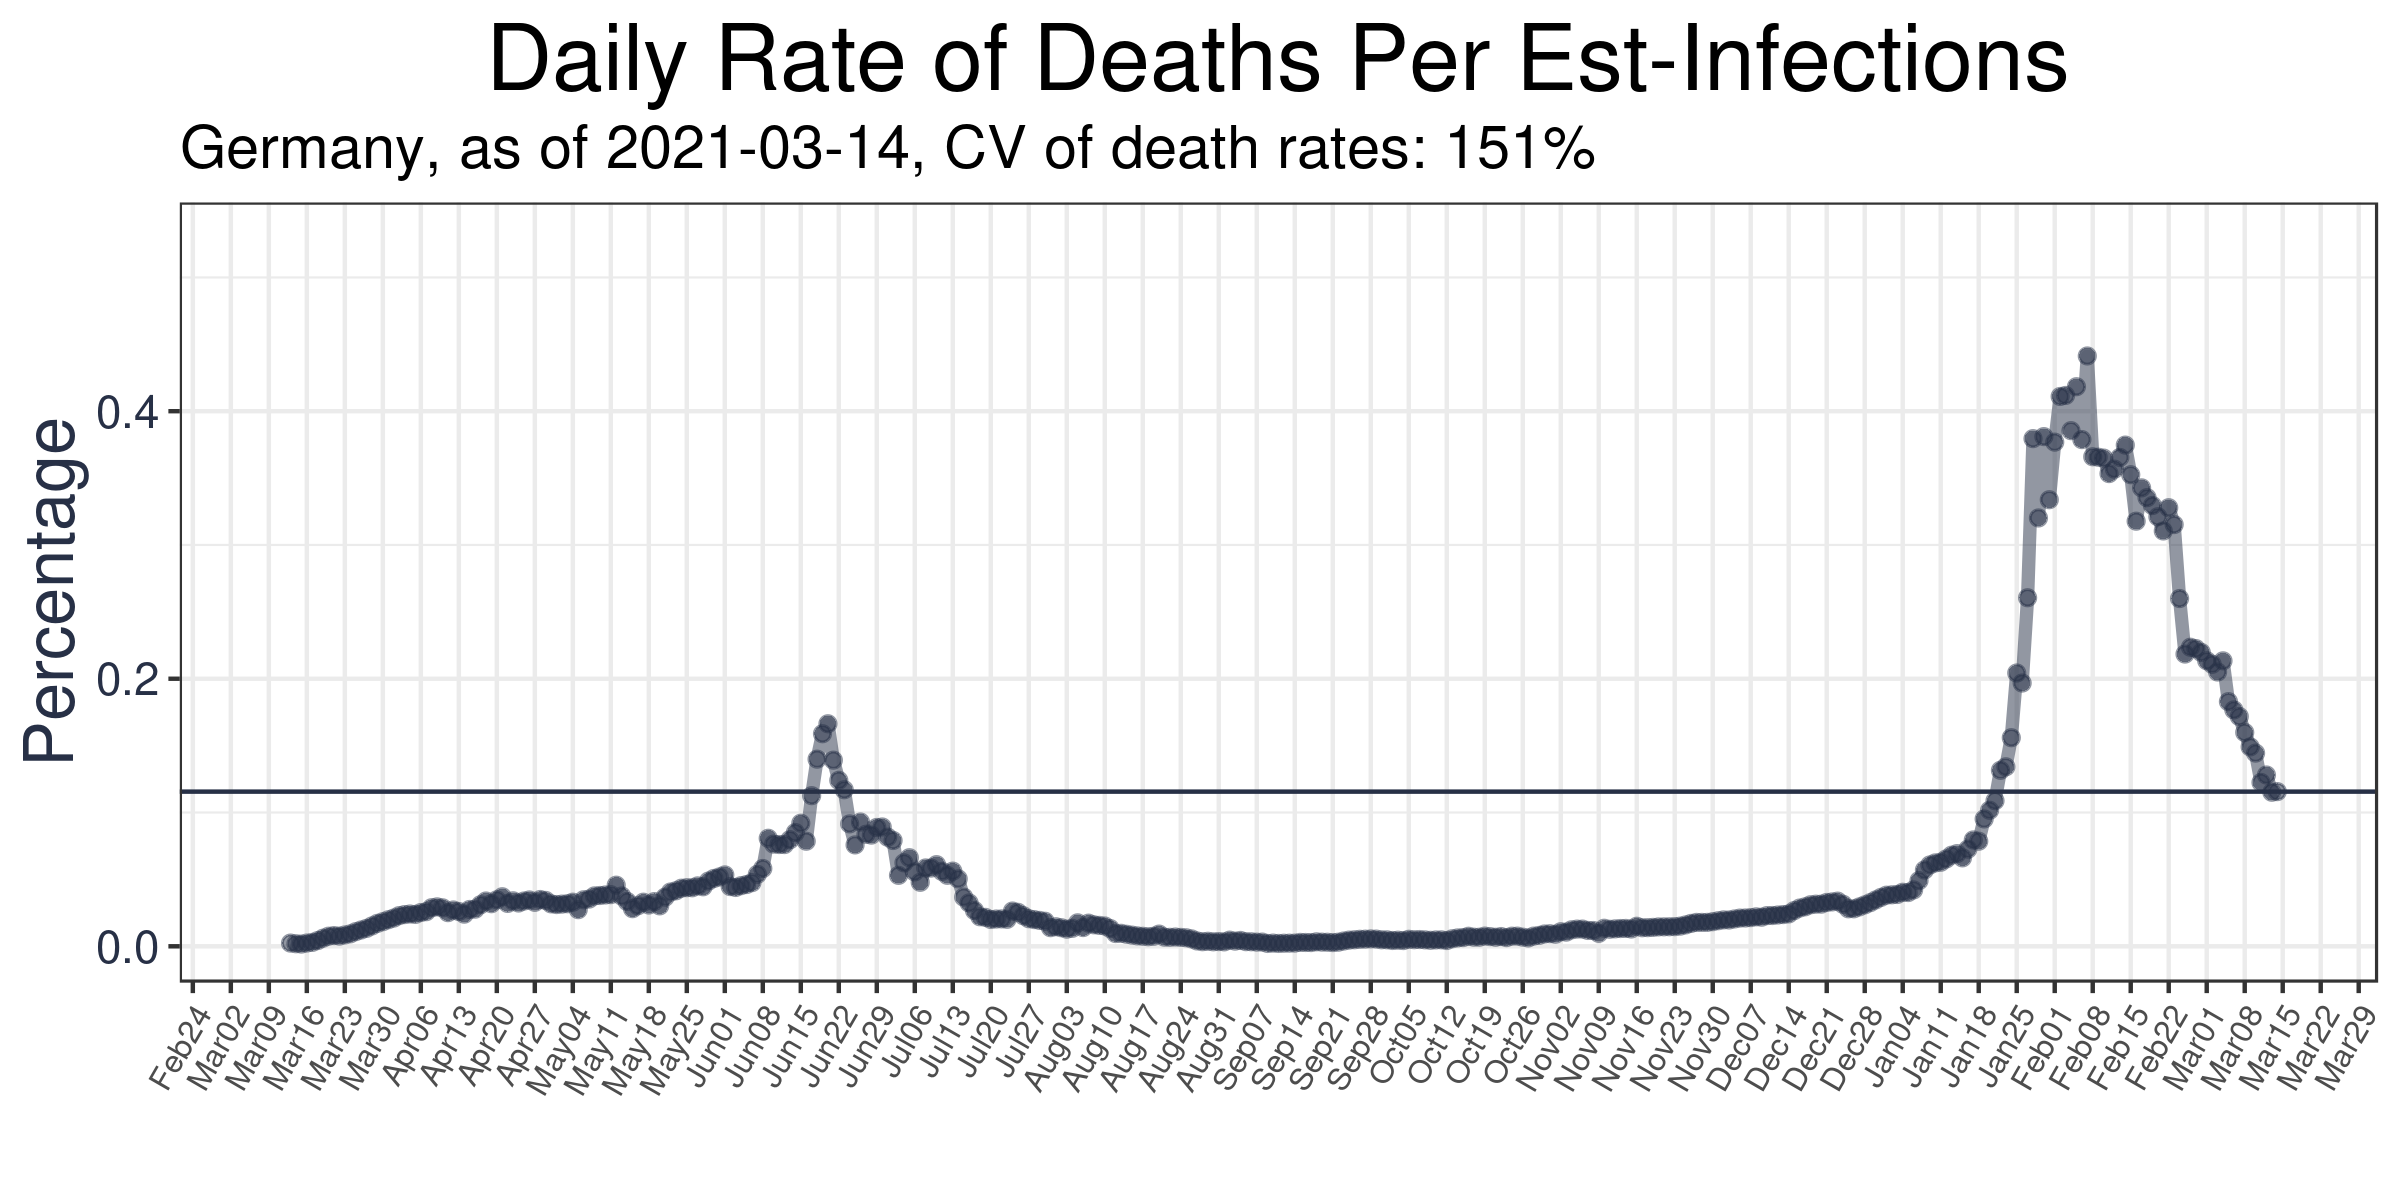 Daily Rate of Deaths Per Est-Infections
Germany, as of 2021-03-14, CV of death rates: 151%
Percentage
0.4
0.2
0.0
Feb24
Mar02
Mar09
Mar16
Mar23
Mar30
Apr06
Apr13
Apr20
Apr27
May04
May11
May18
May25
Jun01
Jun08
Jun15
Jun22
Jun29
Jul06
Jul13
Jul20
Jul27
Aug03
Aug10
Aug17
Aug24
Aug31
Sep07
Sep14
Sep21
Sep28
Oct05
Oct12
Oct19
Oct26
Nov02
Nov09
Nov16
Nov23
Nov30
Dec07
Dec14
Dec21
Dec28
Jan04
Jan11
Jan18
Jan25
Feb01
Feb08
Feb15
Feb22
Mar01
Mar08
Mar15
Mar22
Mar29